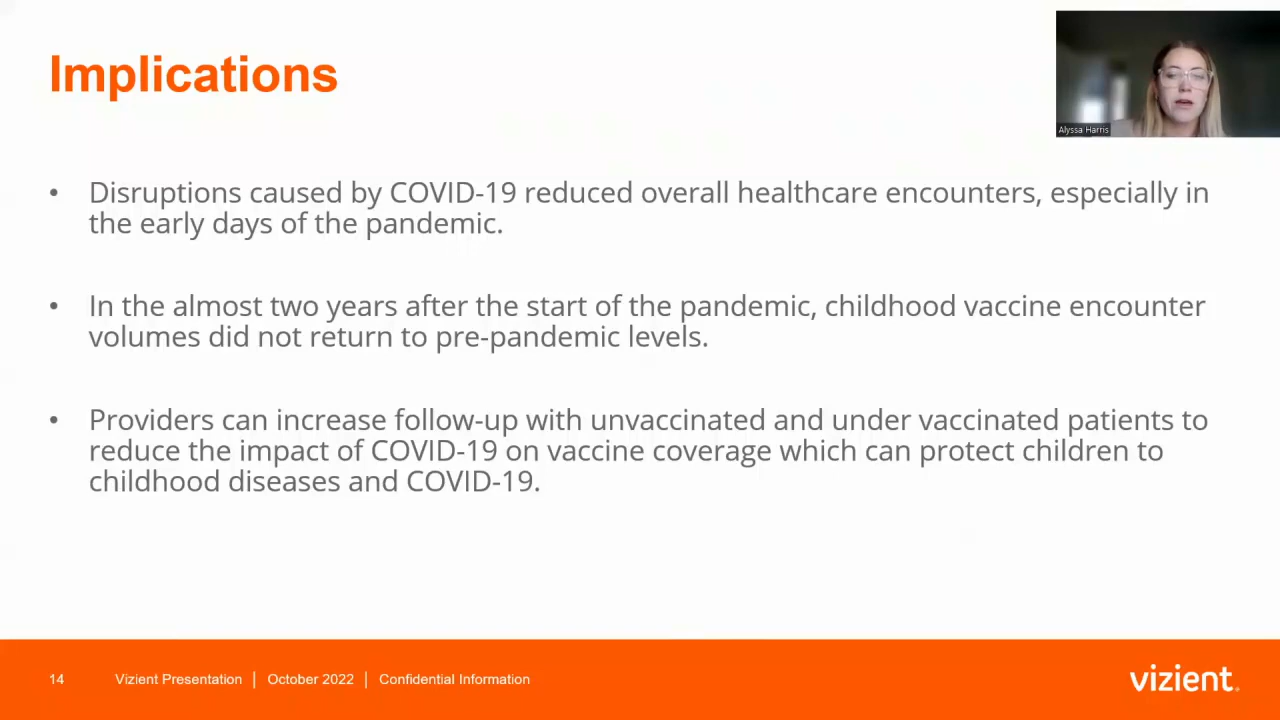 Implications
Alyssa Harris
• Disruptions caused by COVID-19 reduced overall healthcare encounters, especially in
the early days of the pandemic.
• In the almost two years after the start of the pandemic, childhood vaccine encounter
volumes did not return to pre-pandemic levels.
• Providers can increase follow-up with unvaccinated and under vaccinated patients to
reduce the impact of COVID-19 on vaccine coverage which can protect children to
childhood diseases and COVID-19.
14 Vizient Presentation | October 2022 | Confidential Information
vizient.